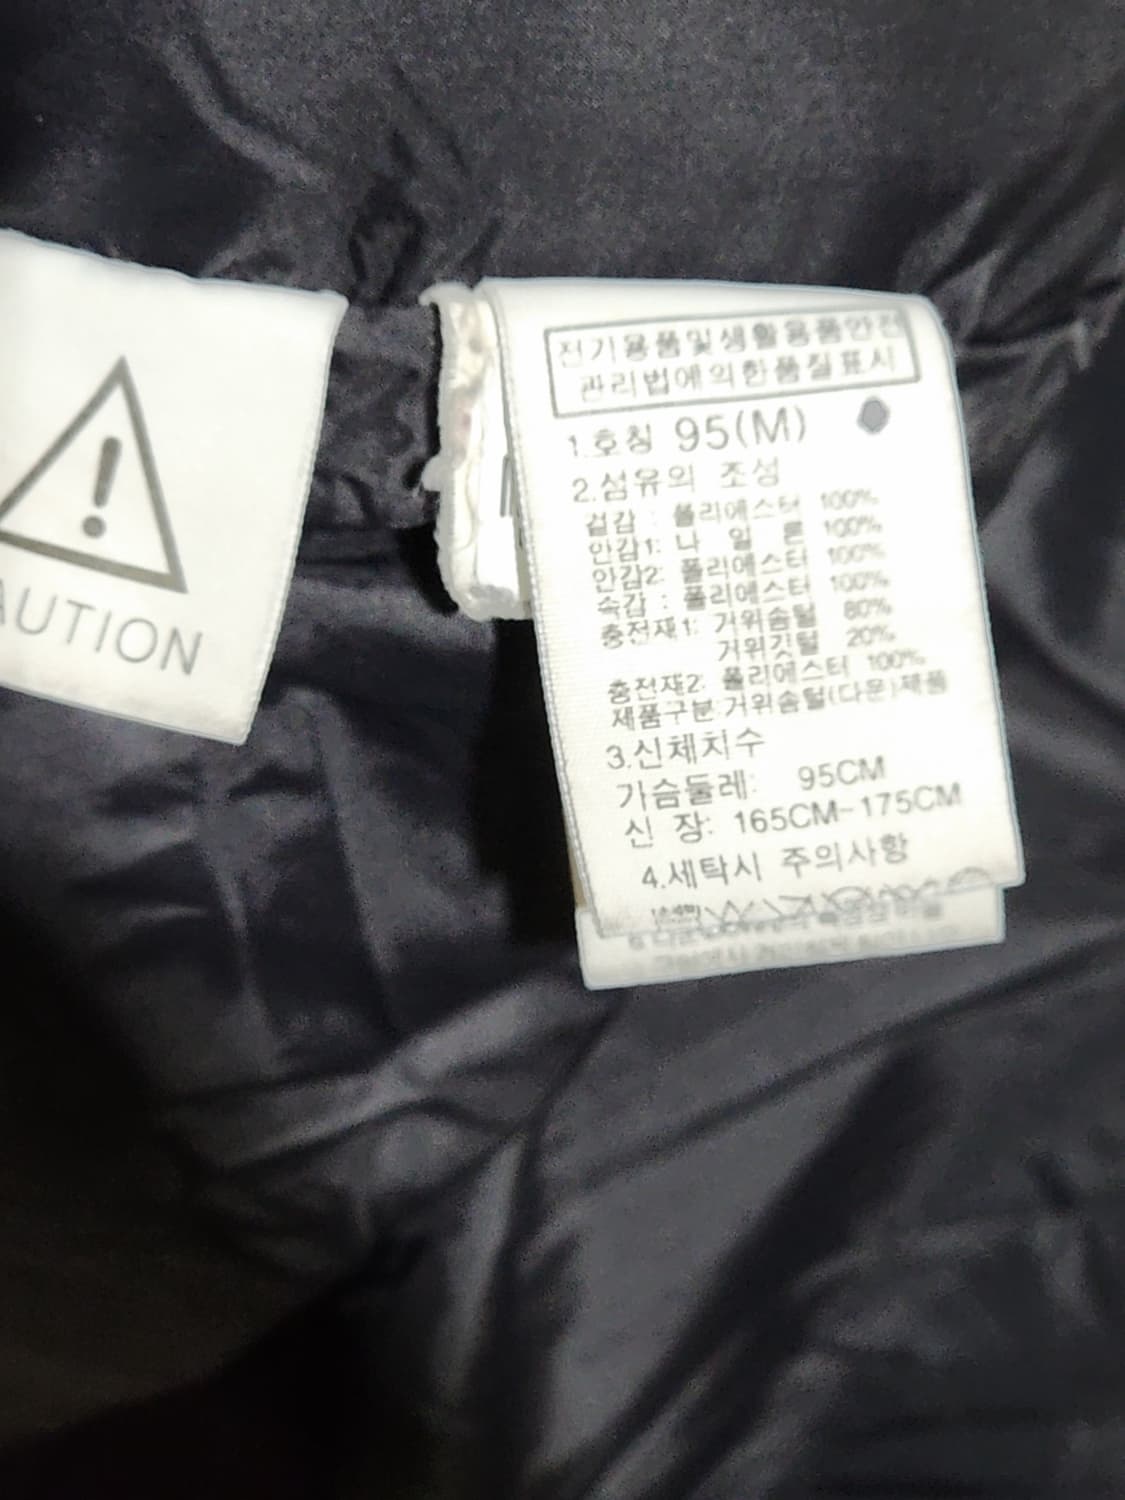 CAUTION
전기용품및생활용품안전
관리법에의한품질표시
1.호칭 95(M)
2.섬유의 조성
겉감 : 폴리에스터 100%
안감1: 나 일 론 100%
안감2: 폴리에스터 100%
속감 : 폴리에스터 100%
충전재1: 거위솜털 80%
거위깃털 20%
충전재2: 폴리에스터 100%
제품구분:거위솜털(다운)제품
3.신체치수
가슴둘레: 95CM
신 장: 165CM~175CM
4.세탁시 주의사항